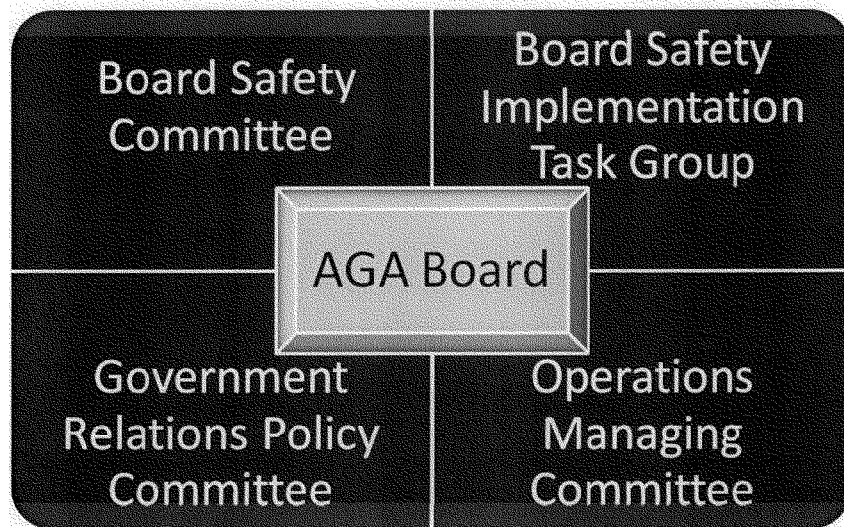 Board Safety
Committee
Board Safety
Implementation
Task Group
AGA Board
Government
Relations Policy
Committee
Operations
Managing
Committee